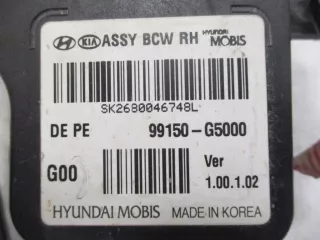 KIA ASSY BCW RH HYUNDAI MOBIS
SK2680046748L
DE PE 99150-G5000
G00 Ver
1.00.1.02
HYUNDAI MOBIS MADE IN KOREA